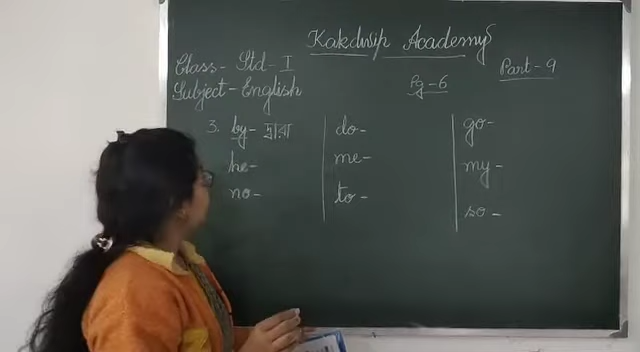 Kakdwip Academy
Class- Std- I
Part-9
Subject- English
Pg-6
3. by- দ্বারা
he-
no-
do-
me-
to-
go-
my-
so-